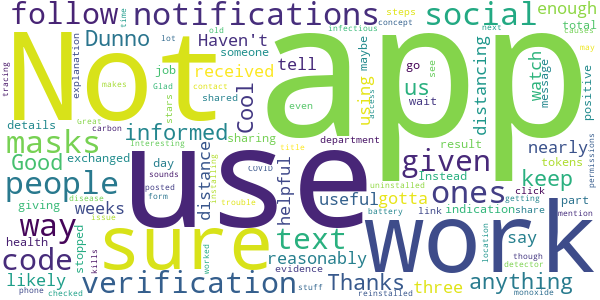 follow notifications social enough
time old infectious steps concept next total causes may
Dunno Haven't someone lot maybe
tracing explanation Not app
job received tell go us see Watch message positive
stars contact makes Glad shared Cool using wait access distancing
masks details informed even
Good exchanged sharing department result nearly
Great carbon Interesting title tokens permissions
people day distance use helpful given Instead keep
giving disease sounds covid installing useful uninstalled click getting part
way weeks posted form trouble battery link indication share mention
issue sure text ones work
code health stopped worked location say though
likely kills evidence reasonably detector
verification Thanks three anything
phone checked stuff reinstalled monoxide
gotta